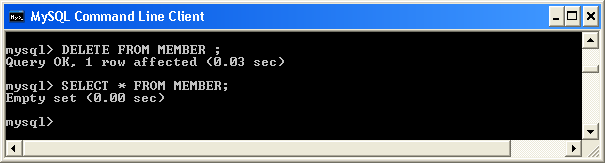 MySQL Command Line Client
mysql> DELETE FROM MEMBER ;
Query OK, 1 row affected (0.03 sec)
mysql> SELECT * FROM MEMBER;
Empty set (0.00 sec)
mysql>